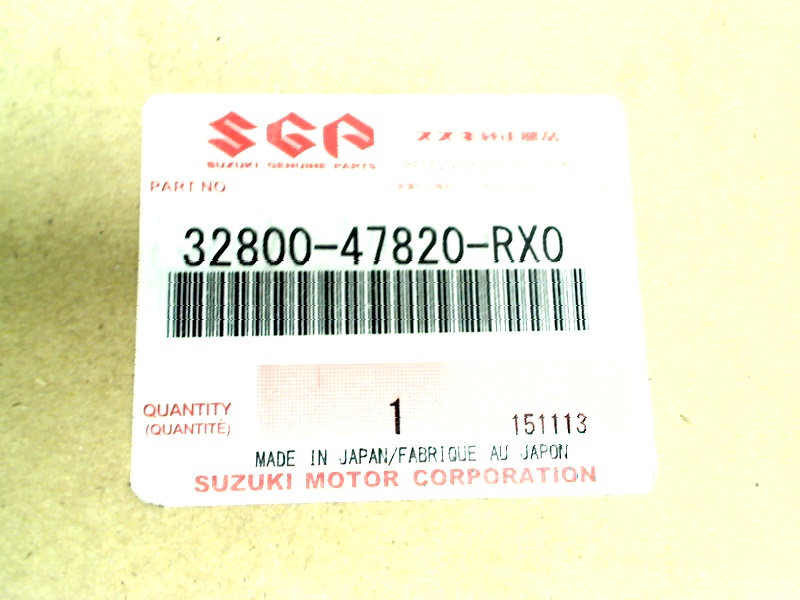 SGP
スズキ純正部品
SUZUKI GENUINE PARTS
PART NO
32800-47820-RX0
QUANTITY
1
151113
(QUANTITÉ)
MADE IN JAPAN/FABRIQUE AU JAPON
SUZUKI MOTOR CORPORATION